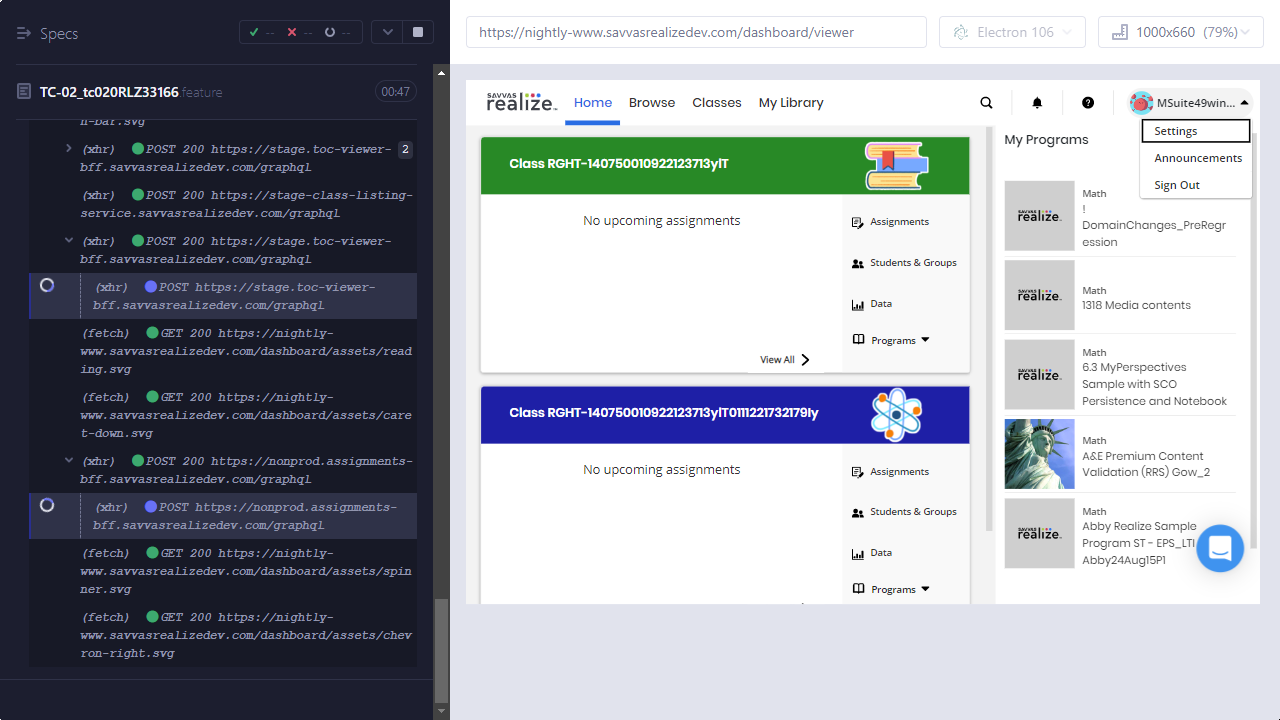 Specs
--
--
--
https://nightly-www.savvasrealizedev.com/dashboard/viewer
Electron 106
1000x660 (79%)
TC-02_tc020RLZ33166 feature
00:47
n-bar.svg
(xhr) POST 200 https://stage.toc-viewer-
bff.savvasrealizedev.com/graphql
2
(xhr) POST 200 https://stage-class-listing-
service.savvasrealizedev.com/graphql
(xhr) POST 200 https://stage.toc-viewer-
bff.savvasrealizedev.com/graphql
(xhr) POST https://stage.toc-viewer-
bff.savvasrealizedev.com/graphql
(fetch) GET 200 https://nightly-
www.savvasrealizedev.com/dashboard/assets/read
ing.svg
(fetch) GET 200 https://nightly-
www.savvasrealizedev.com/dashboard/assets/care
t-down.svg
(xhr) POST 200 https://nonprod.assignments-
bff.savvasrealizedev.com/graphql
(xhr) POST https://nonprod.assignments-
bff.savvasrealizedev.com/graphql
(fetch) GET 200 https://nightly-
www.savvasrealizedev.com/dashboard/assets/spin
ner.svg
(fetch) GET 200 https://nightly-
www.savvasrealizedev.com/dashboard/assets/chev
ron-right.svg
SAVVAS
realize
Home
Browse
Classes
My Library
MSuite49win...
Settings
Announcements
Sign Out
Class RGHT-140750010922123713ylT
No upcoming assignments
Assignments
Students & Groups
Data
Programs
View All
Class RGHT-140750010922123713ylT0111221732179ly
No upcoming assignments
Assignments
Students & Groups
Data
Programs
My Programs
SAVVAS
realize
Math
!
DomainChanges_PreRegr
ession
SAVVAS
realize
Math
1318 Media contents
SAVVAS
realize
Math
6.3 MyPerspectives
Sample with SCO
Persistence and Notebook
Math
A&E Premium Content
Validation (RRS) Gow_2
SAVVAS
realize
Math
Abby Realize Sample
Program ST - EPS_LTI
Abby24Aug15P1